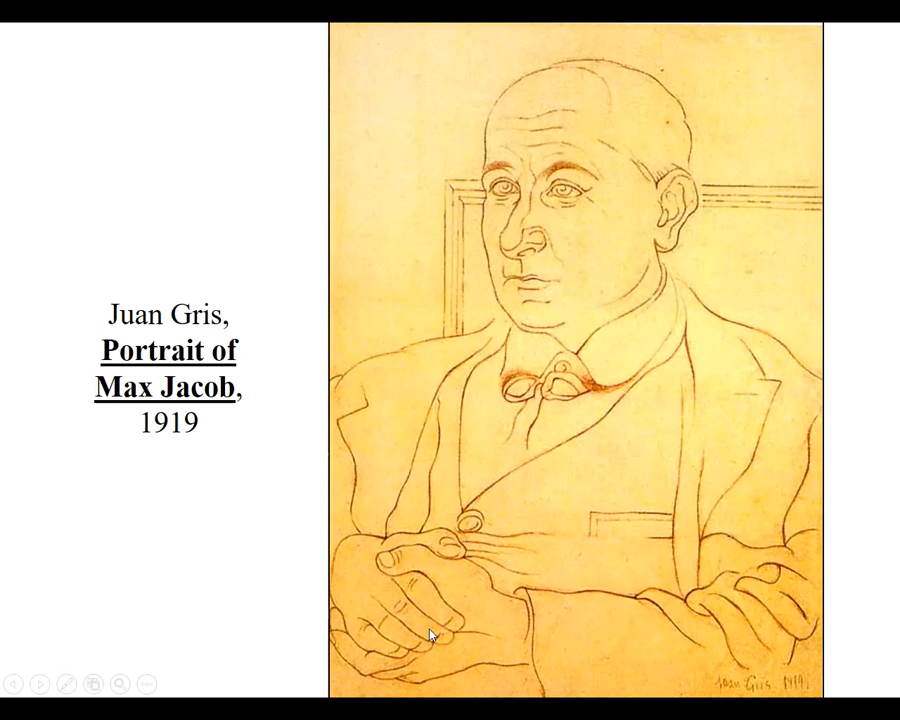 Juan Gris,
Portrait of
Max Jacob,
1919
Juan Gris 1919